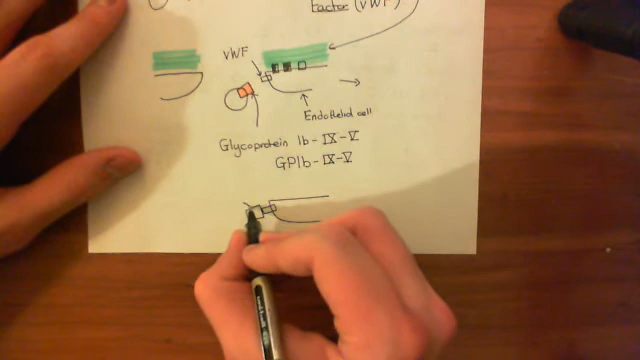 Factor (vWF)
vWF
Endothelial cell
Glycoprotein Ib-IX-V
GPIb-IX-V